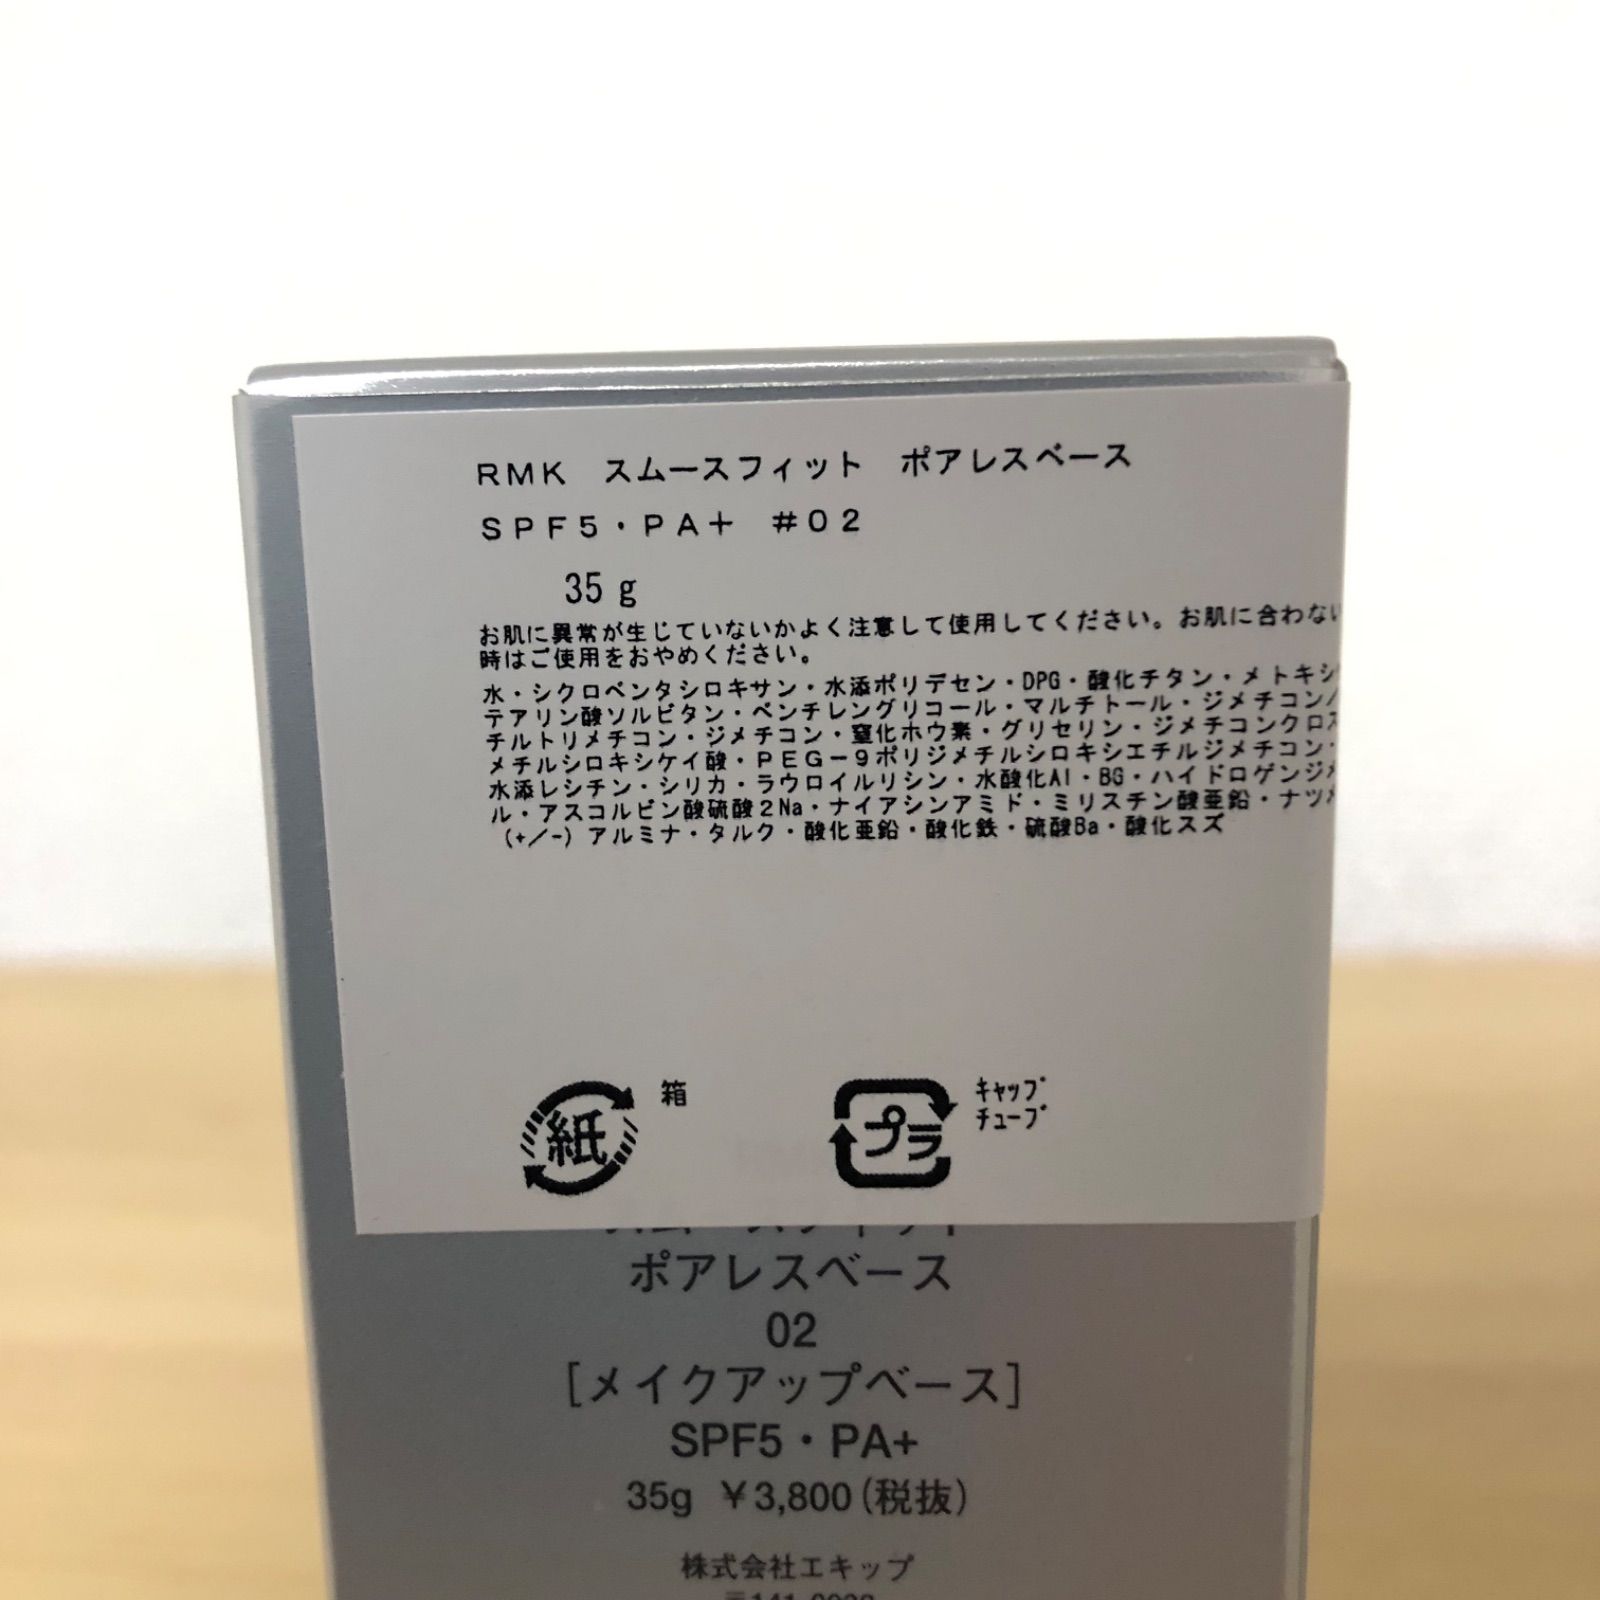 RMK スムースフィット ポアレスベース
SPF5・PA+ #02
35 g
お肌に異常が生じていないかよく注意して使用してください。お肌に合わない
時はご使用をおやめください。
水・シクロペンタシロキサン・水添ポリデセン・DPG・酸化チタン・メトキシ
テアリン酸ソルビタン・ペンチレングリコール・マルチトール・ジメチコン/
チルトリメチコン・ジメチコン・窒化ホウ素・グリセリン・ジメチコンクロス
メチルシロキシケイ酸・PEG-9ポリジメチルシロキシエチルジメチコン・
水添レシチン・シリカ・ラウロイルリシン・水酸化Al・BG・ハイドロゲンジメ
ル・アスコルビン酸硫酸2Na・ナイアシンアミド・ミリスチン酸亜鉛・ナツメ
(+/-) アルミナ・タルク・酸化亜鉛・酸化鉄・硫酸Ba・酸化スズ
紙 箱
プラ キャップ
チューブ
ポアレスベース
02
[メイクアップベース]
SPF5・PA+
35g ￥3,800(税抜)
株式会社エキップ